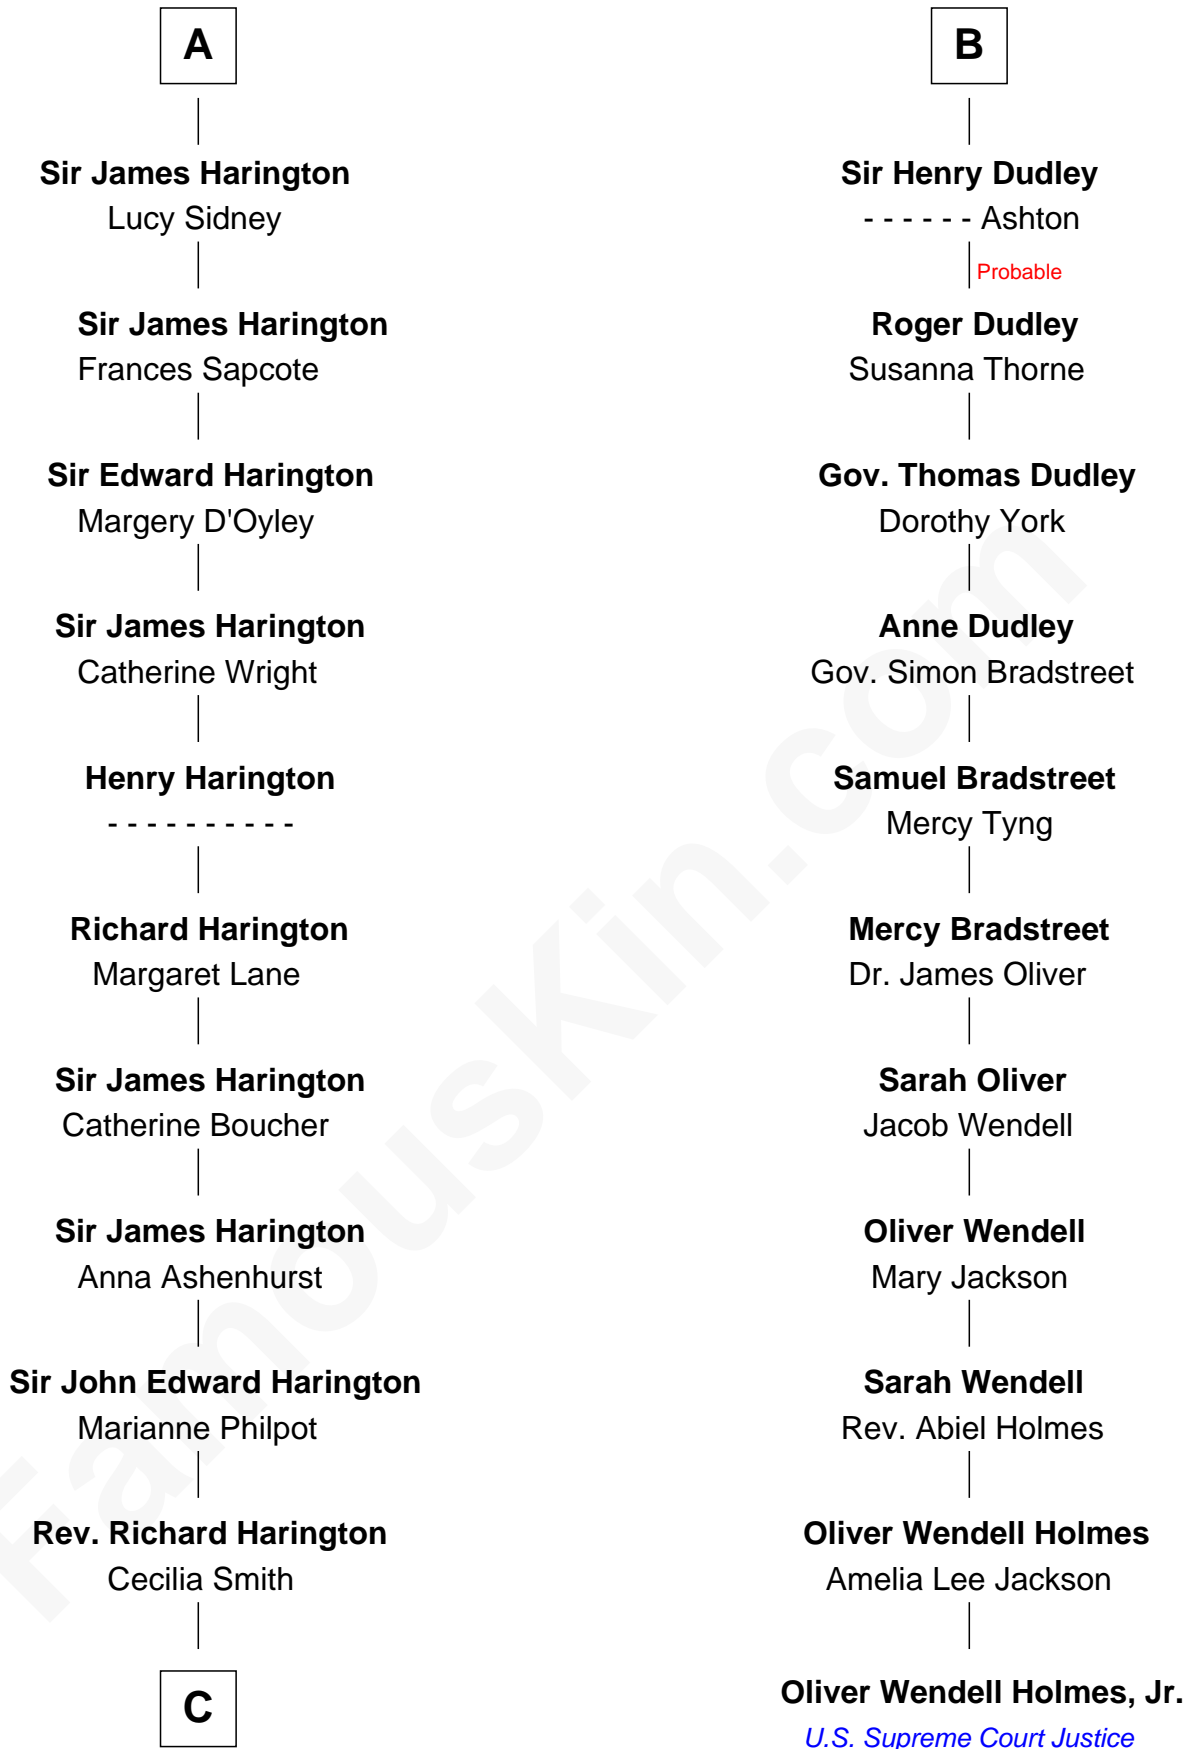 A
Sir James Harington
Lucy Sidney
Sir James Harington
Frances Sapcote
Sir Edward Harington
Margery D'Oyley
Sir James Harington
Catherine Wright
Henry Harington
- - - - - - - - - -
Richard Harington
Margaret Lane
Sir James Harington
Catherine Boucher
Sir James Harington
Anna Ashenhurst
Sir John Edward Harington
Marianne Philpot
Rev. Richard Harington
Cecilia Smith
C
B
Sir Henry Dudley
- - - - - - Ashton
Probable
Roger Dudley
Susanna Thorne
Gov. Thomas Dudley
Dorothy York
Anne Dudley
Gov. Simon Bradstreet
Samuel Bradstreet
Mercy Tyng
Mercy Bradstreet
Dr. James Oliver
Sarah Oliver
Jacob Wendell
Oliver Wendell
Mary Jackson
Sarah Wendell
Rev. Abiel Holmes
Oliver Wendell Holmes
Amelia Lee Jackson
Oliver Wendell Holmes, Jr.
U.S. Supreme Court Justice
FamousKin.com